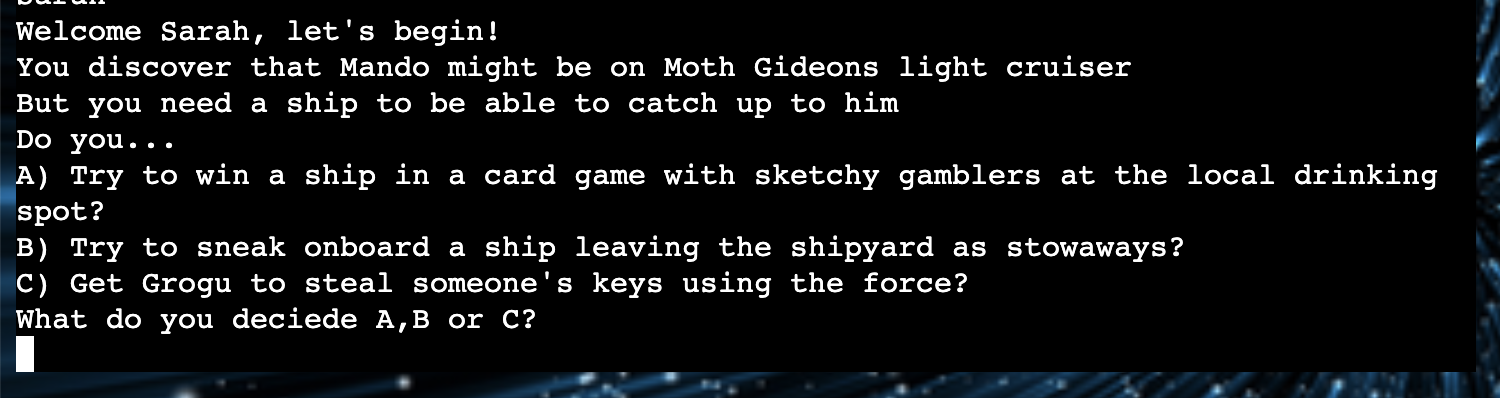 Sarah
Welcome Sarah, let's begin!
You discover that Mando might be on Moth Gideons light cruiser
But you need a ship to be able to catch up to him
Do you...
A) Try to win a ship in a card game with sketchy gamblers at the local drinking
spot?
B) Try to sneak onboard a ship leaving the shipyard as stowaways?
C) Get Grogu to steal someone's keys using the force?
What do you deciede A,B or C?